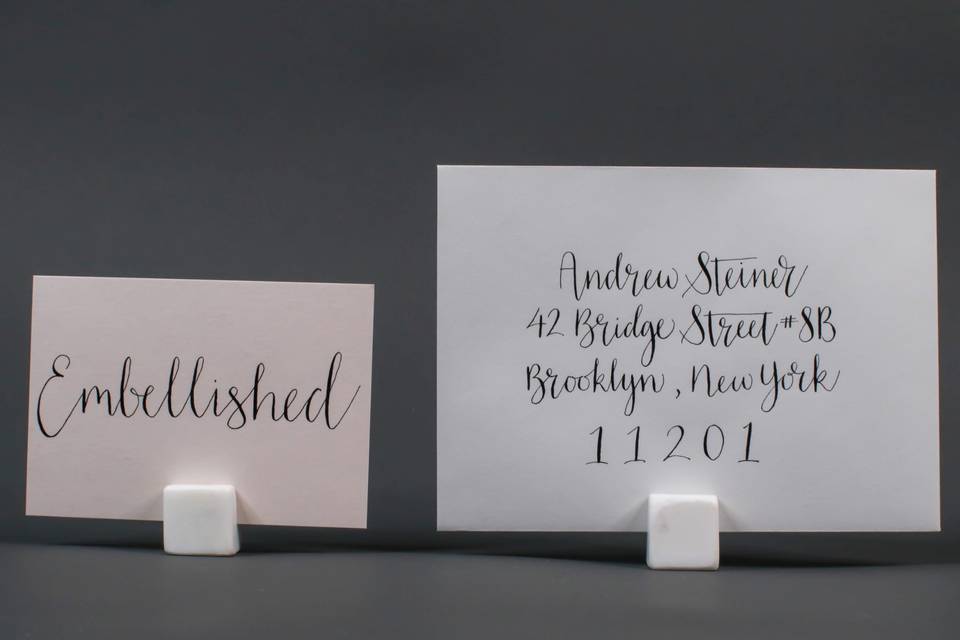 Embellished
Andrew Steiner
42 Bridge Street #8B
Brooklyn, New York
11201